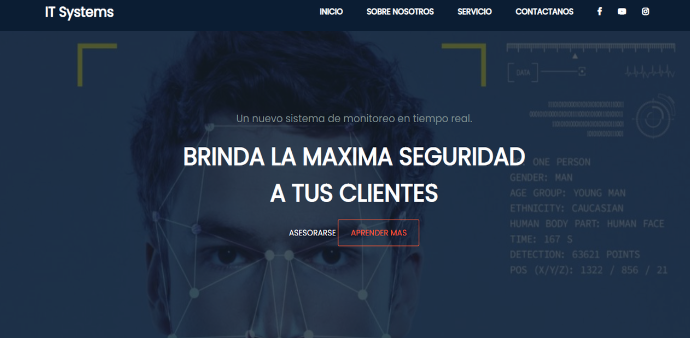 IT Systems
INICIO SOBRE NOSOTROS SERVICIO CONTACTANOS
Un nuevo sistema de monitoreo en tiempo real.
BRINDA LA MAXIMA SEGURIDAD
A TUS CLIENTES
ASESORARSE APRENDER MAS
DATA
ONE PERSON
GENDER: MAN
AGE GROUP: YOUNG MAN
ETHNICITY: CAUCASIAN
HUMAN BODY PART: HUMAN FACE
TIME: 167 S
DETECTION: 63621 POINTS
POS (X/Y/Z): 1322 / 856 / 21